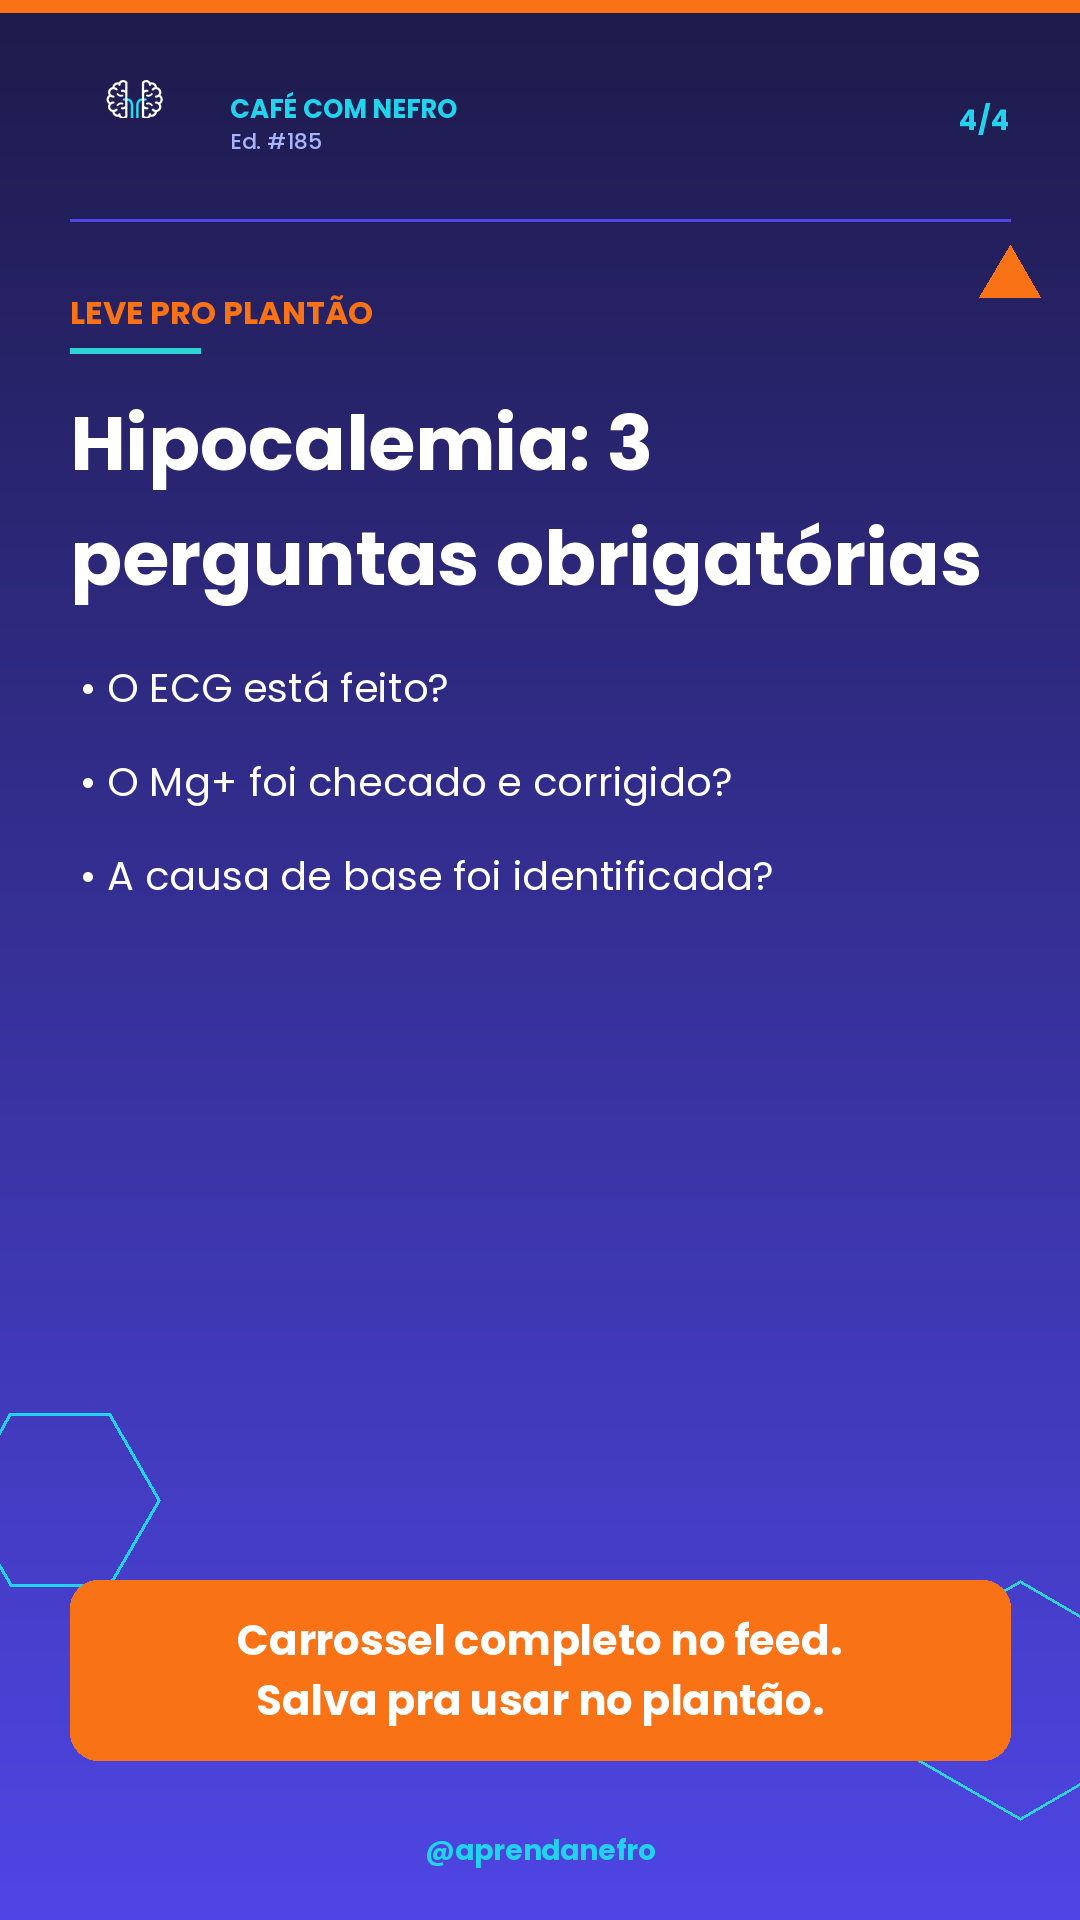 CAFÉ COM NEFRO
Ed. #185
4/4
LEVE PRO PLANTÃO
Hipocalemia: 3
perguntas obrigatórias
• O ECG está feito?
• O Mg+ foi checado e corrigido?
• A causa de base foi identificada?
Carrossel completo no feed.
Salva pra usar no plantão.
@aprendanefro